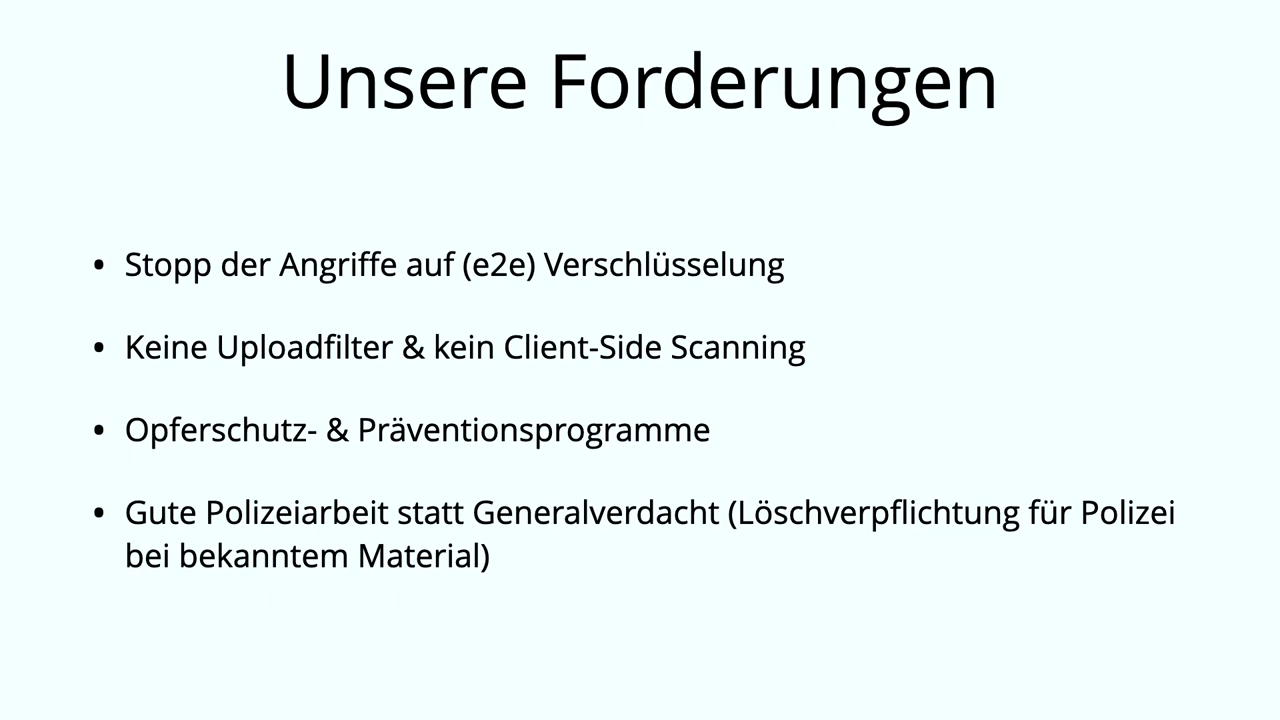 Unsere Forderungen
• Stopp der Angriffe auf (e2e) Verschlüsselung
• Keine Uploadfilter & kein Client-Side Scanning
• Opferschutz- & Präventionsprogramme
• Gute Polizeiarbeit statt Generalverdacht (Löschverpflichtung für Polizei
bei bekanntem Material)